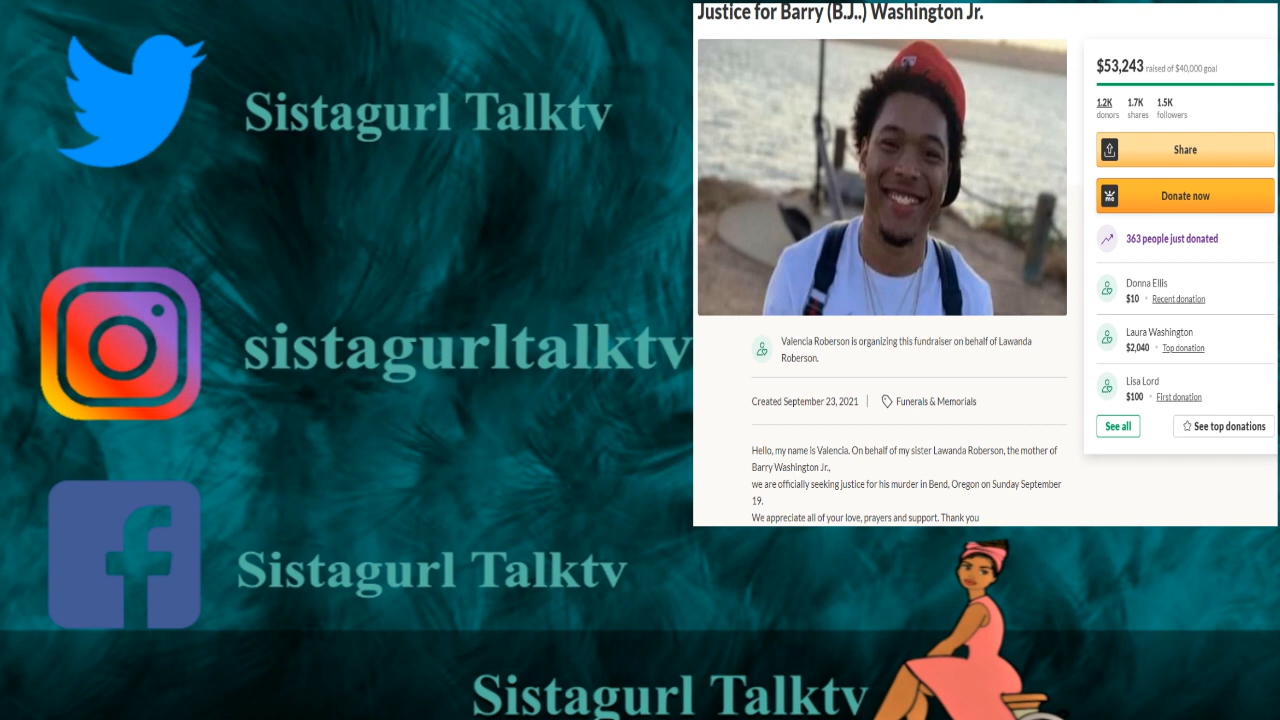 Sistagurl Talktv
sistagurltalktv
Sistagurl Talktv
Sistagurl Talktv
Justice for Barry (B.J..) Washington Jr.
Valencia Roberson is organizing this fundraiser on behalf of Lawanda
Roberson.
Created September 23, 2021
Funerals & Memorials
Hello, my name is Valencia. On behalf of my sister Lawanda Roberson, the mother of
Barry Washington Jr.,
we are officially seeking justice for his murder in Bend, Oregon on Sunday September
19.
We appreciate all of your love, prayers and support. Thank you
$53,243 raised of $40,000 goal
1.2K 1.7K 1.5K
donors shares followers
Share
me Donate now
363 people just donated
Donna Ellis
$10 • Recent donation
Laura Washington
$2,040 • Top donation
Lisa Lord
$100 • First donation
See all
See top donations